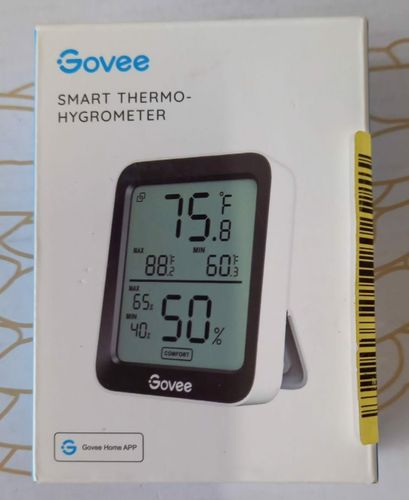 Govee
SMART THERMO-
HYGROMETER
75.8°F
MAX MIN
88.2°F 60.3°F
MAX
65%
MIN
40%
50%
COMFORT
Govee
Govee Home APP